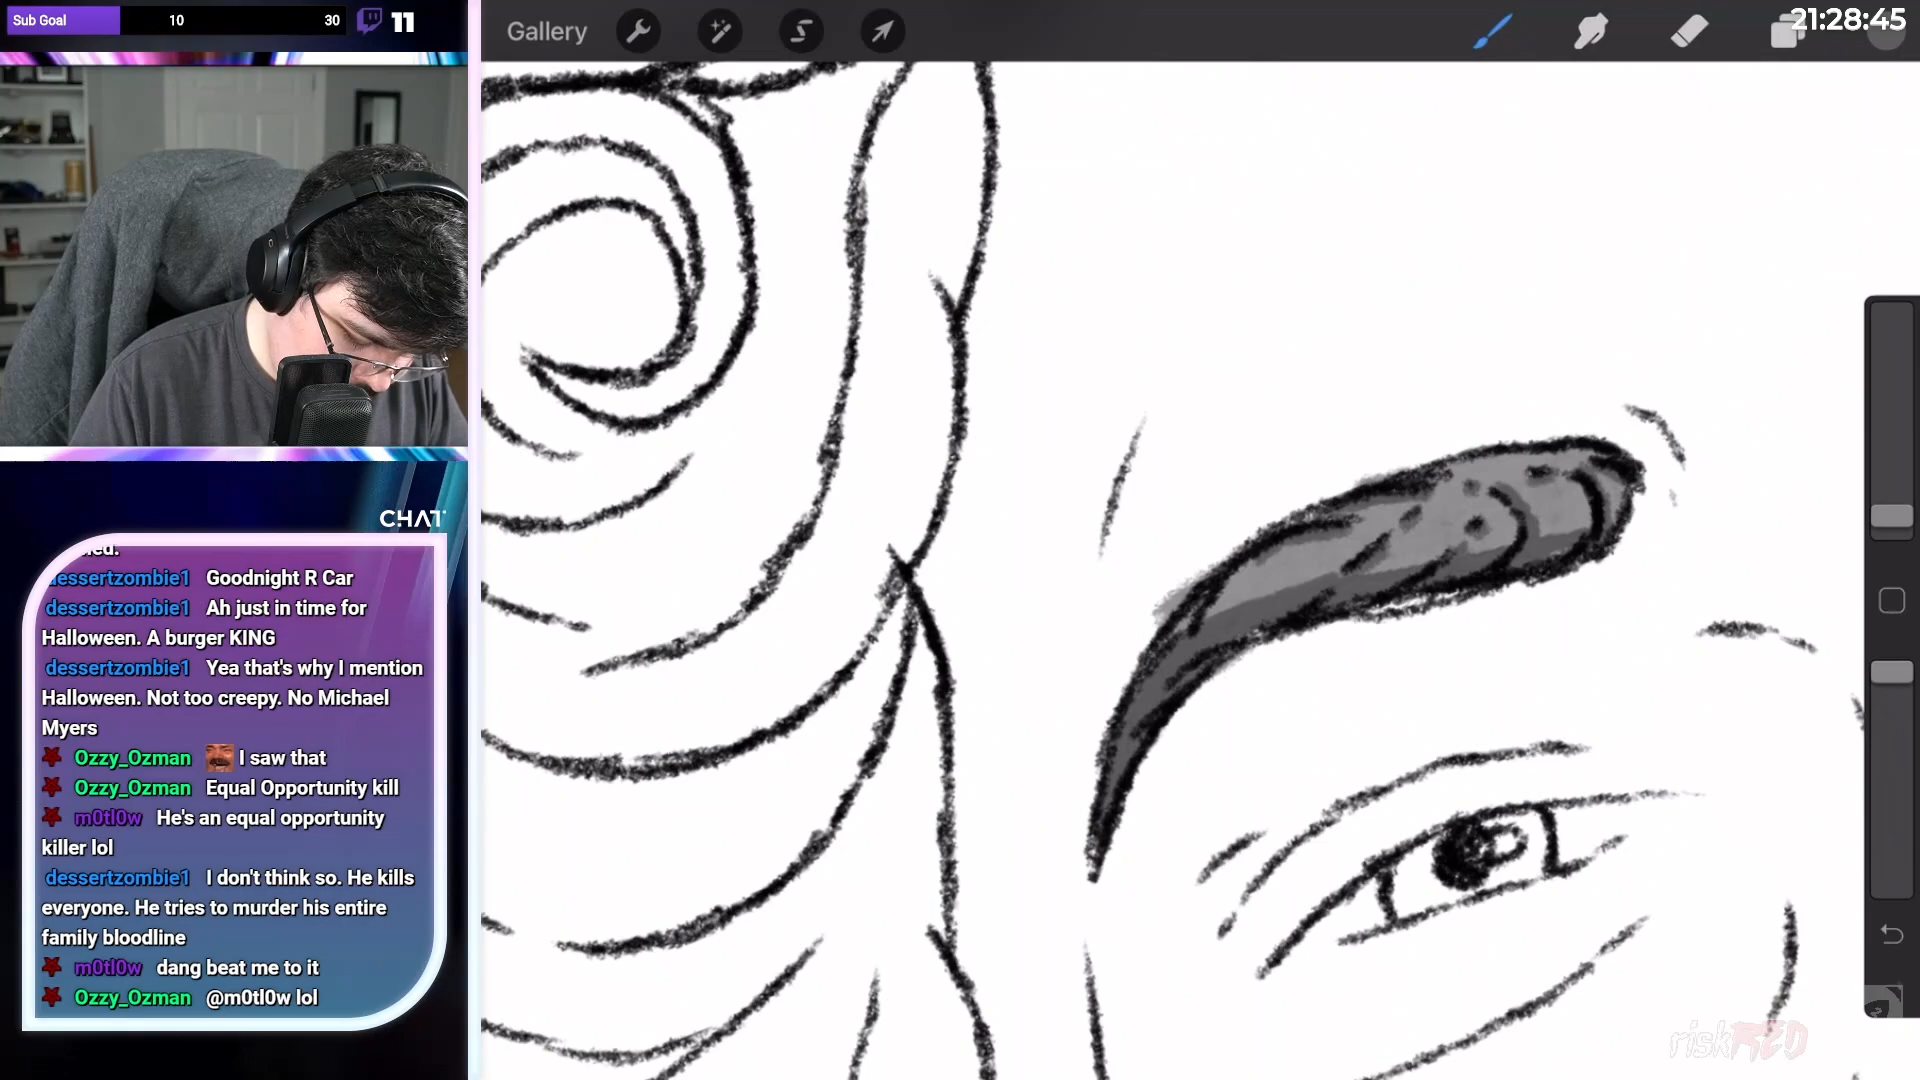 Sub Goal 10 30 11
Gallery
21:28:45
CHAT
dessertzombie1 Goodnight R Car
dessertzombie1 Ah just in time for
Halloween. A burger KING
dessertzombie1 Yea that's why I mention
Halloween. Not too creepy. No Michael
Myers
Ozzy_Ozman I saw that
Ozzy_Ozman Equal Opportunity kill
m0tl0w He's an equal opportunity
killer lol
dessertzombie1 I don't think so. He kills
everyone. He tries to murder his entire
family bloodline
m0tl0w dang beat me to it
Ozzy_Ozman @m0tl0w lol
riskRED